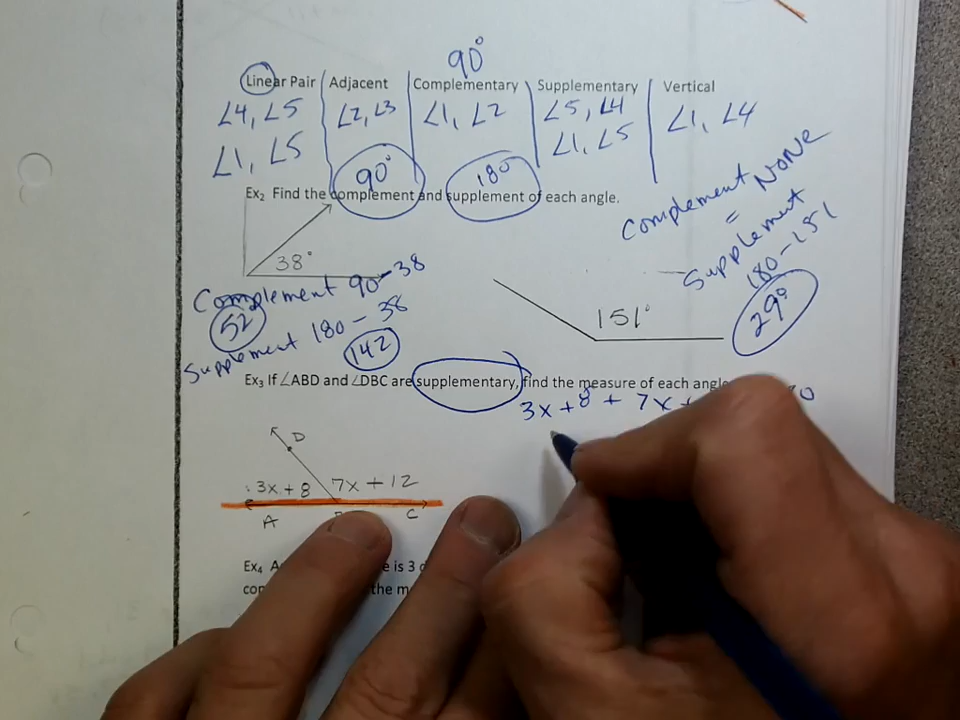 90°
Linear Pair Adjacent Complementary Supplementary Vertical
∠4, ∠5 ∠2, ∠3 ∠1, ∠2 ∠5, ∠4 ∠1, ∠4
∠1, ∠5 ∠1, ∠5
90° 180
Ex2 Find the complement and supplement of each angle.
Complement NONE
=
Supplement
180-151
29°
38°
Complement 90-38
52
Supplement 180-38
142
151°
Ex3 If ∠ABD and ∠DBC are supplementary, find the measure of each angle
3x+8 + 7x+
D
3x+8 7x+12
A C
Ex4 is 3
the